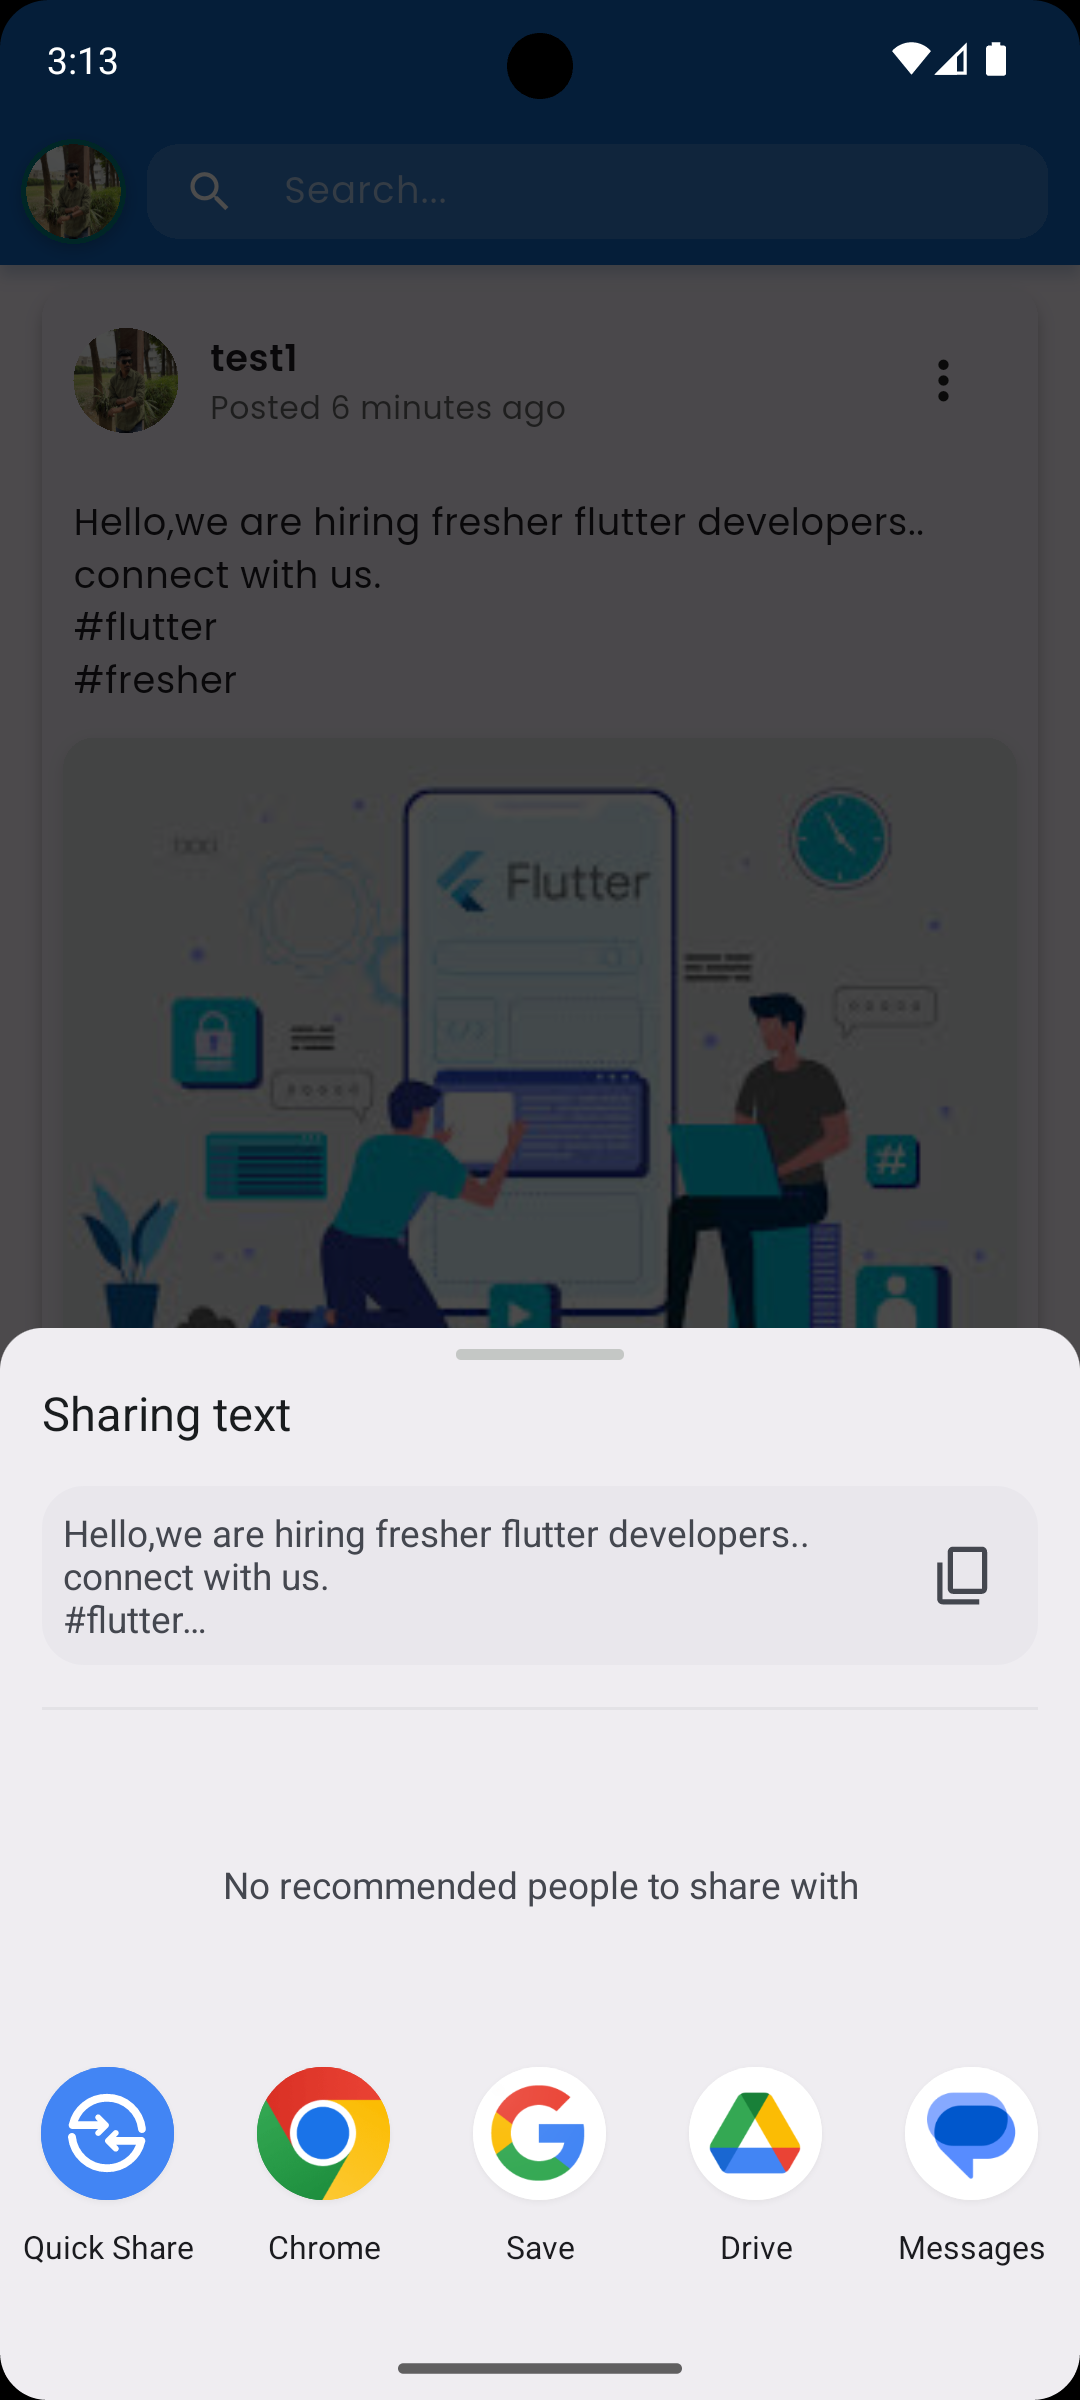 3:13
Search...
test1
Posted 6 minutes ago
Hello,we are hiring fresher flutter developers..
connect with us.
#flutter
#fresher
Flutter
</>
#
Sharing text
Hello,we are hiring fresher flutter developers..
connect with us.
#flutter...
No recommended people to share with
Quick Share
Chrome
Save
Drive
Messages